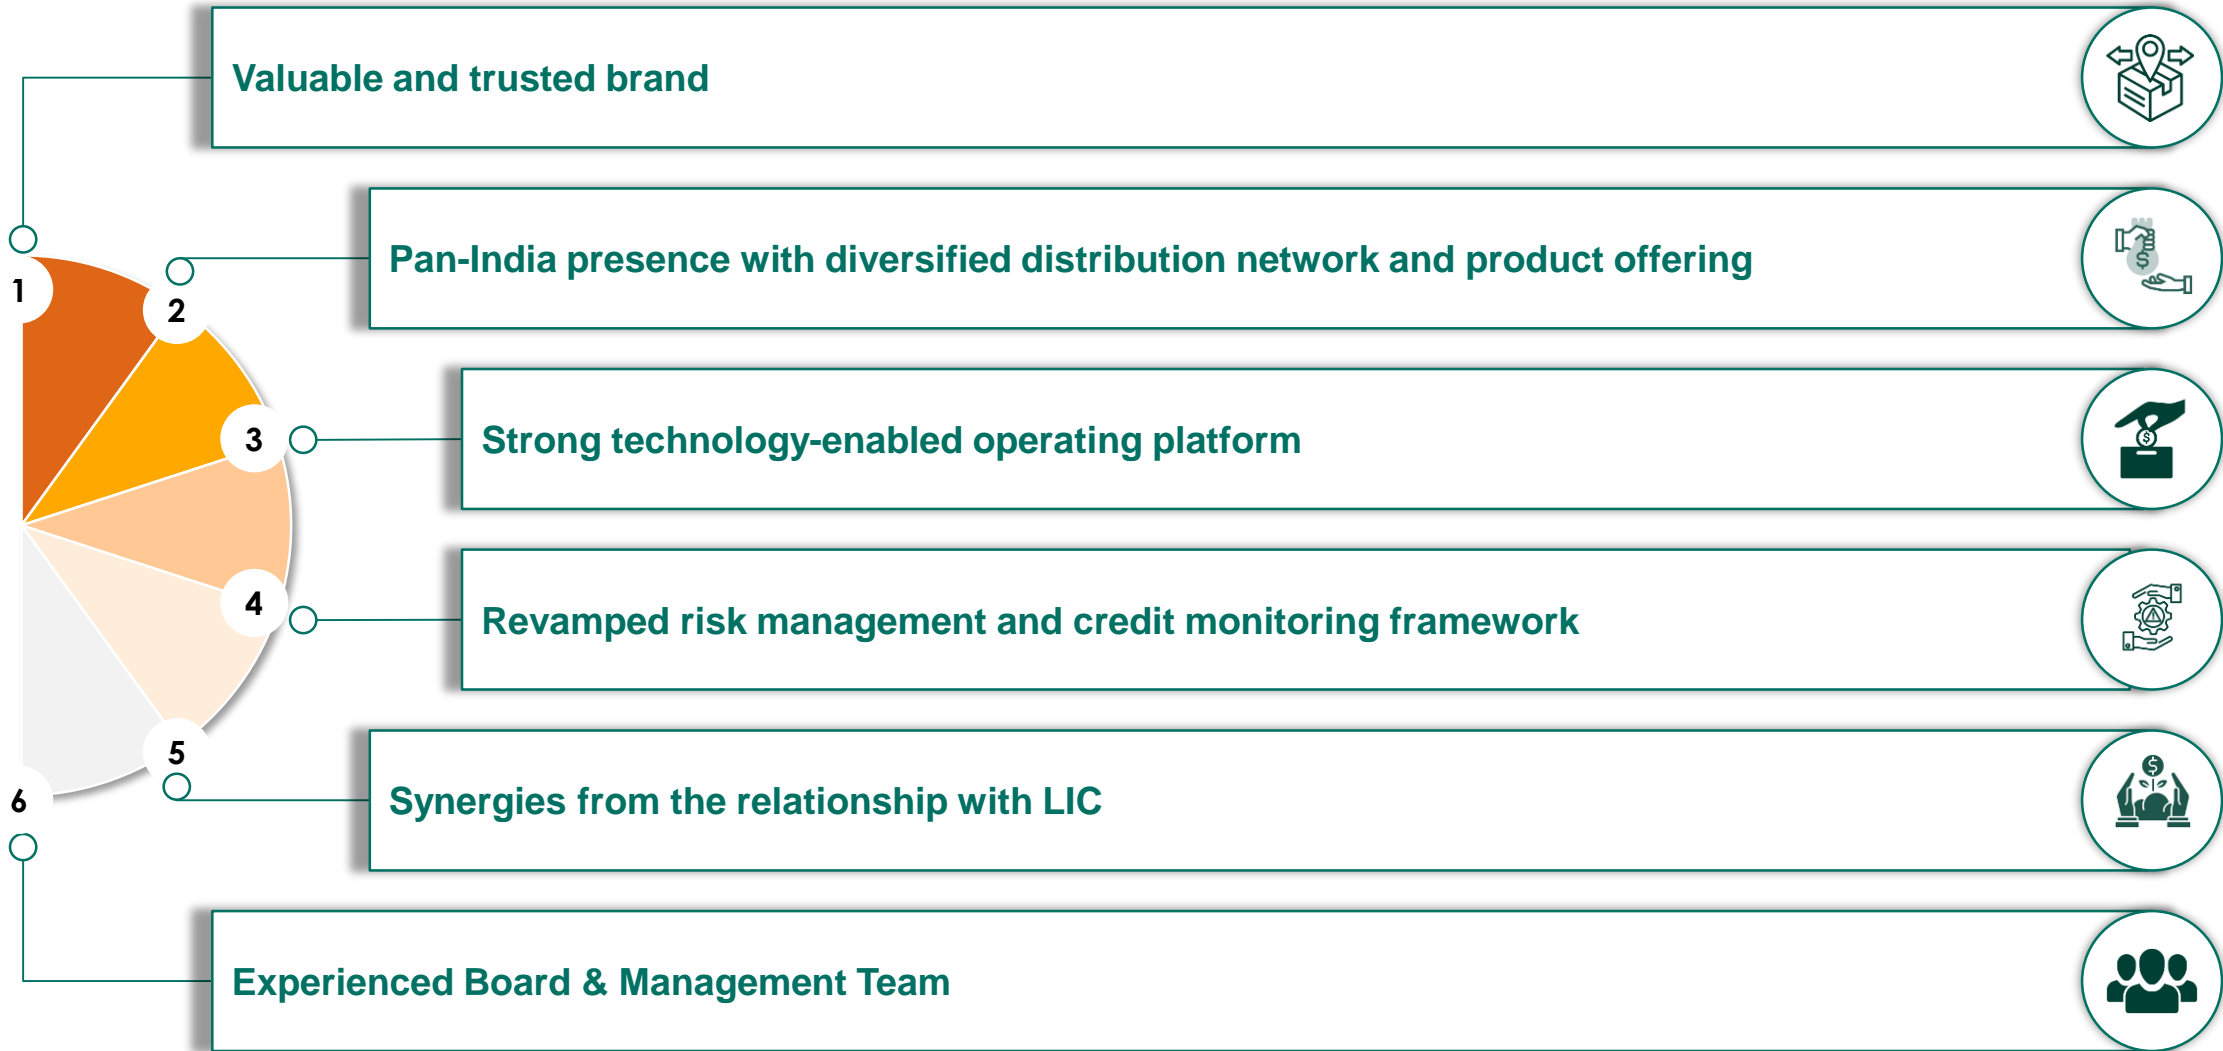 Valuable and trusted brand
1
2
Pan-India presence with diversified distribution network and product offering
$
3
Strong technology-enabled operating platform
$
4
Revamped risk management and credit monitoring framework
5
Synergies from the relationship with LIC
$
6
Experienced Board & Management Team